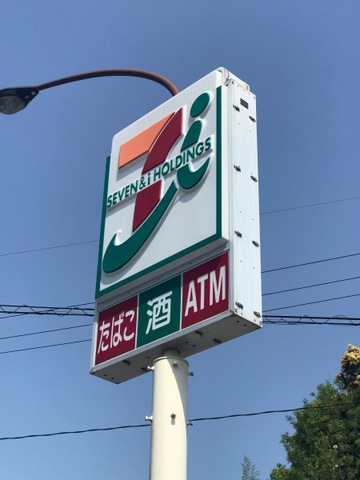 SEVEN&i HOLDINGS
たばこ 酒 ATM